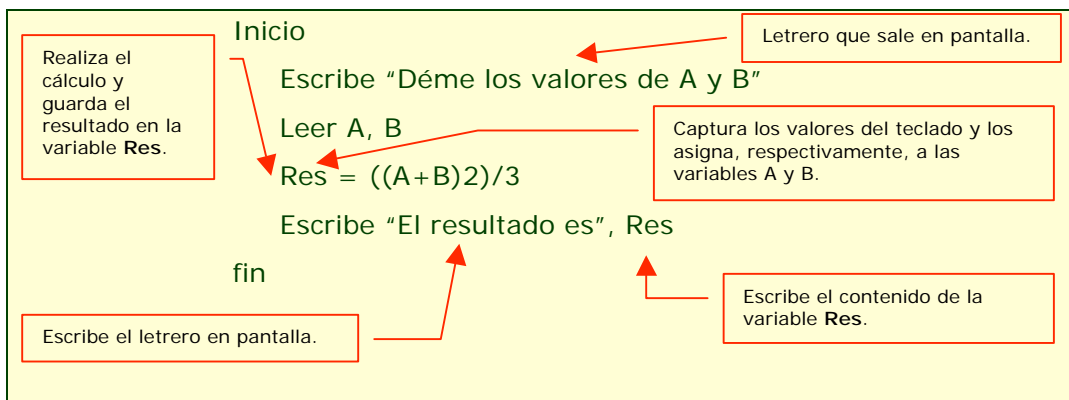 Inicio
Letrero que sale en pantalla.
Realiza el
cálculo y
guarda el
resultado en la
variable Res.
Escribe “Déme los valores de A y B”
Leer A, B
Captura los valores del teclado y los
asigna, respectivamente, a las
variables A y B.
Res = ((A+B)2)/3
Escribe “El resultado es”, Res
fin
Escribe el contenido de la
variable Res.
Escribe el letrero en pantalla.